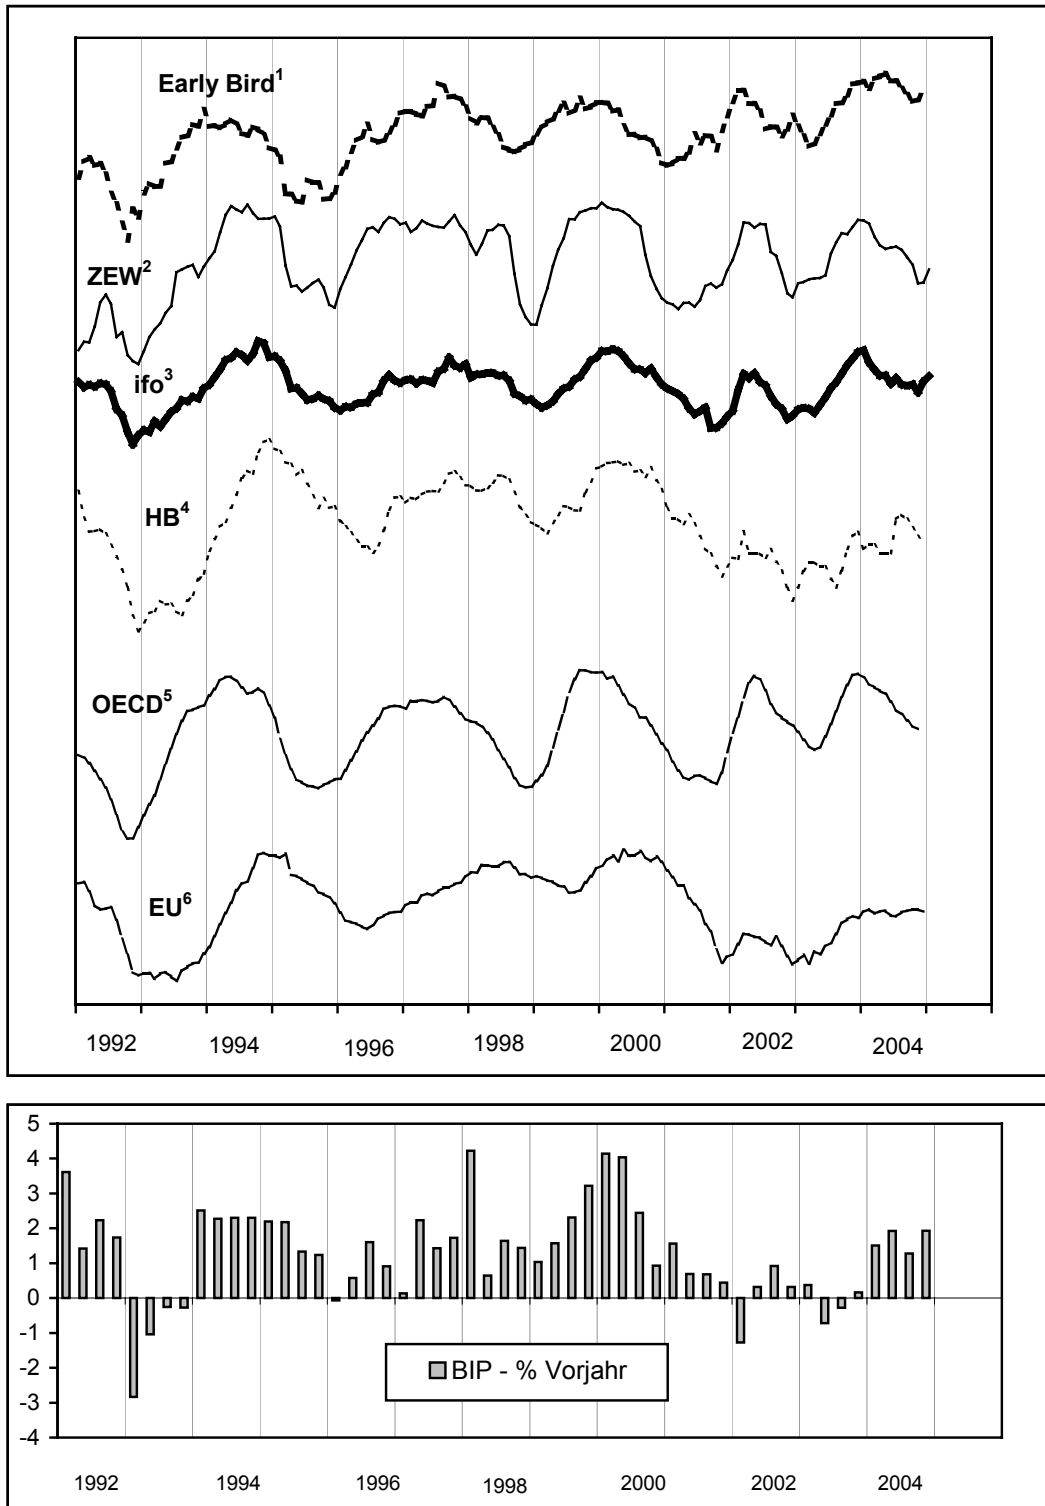 Early Bird¹
ZEW²
ifo³
HB⁴
OECD⁵
EU⁶
1992 1994 1996 1998 2000 2002 2004
5
4
3
2
1
0
-1
-2
-3
-4
BIP - % Vorjahr
1992 1994 1996 1998 2000 2002 2004